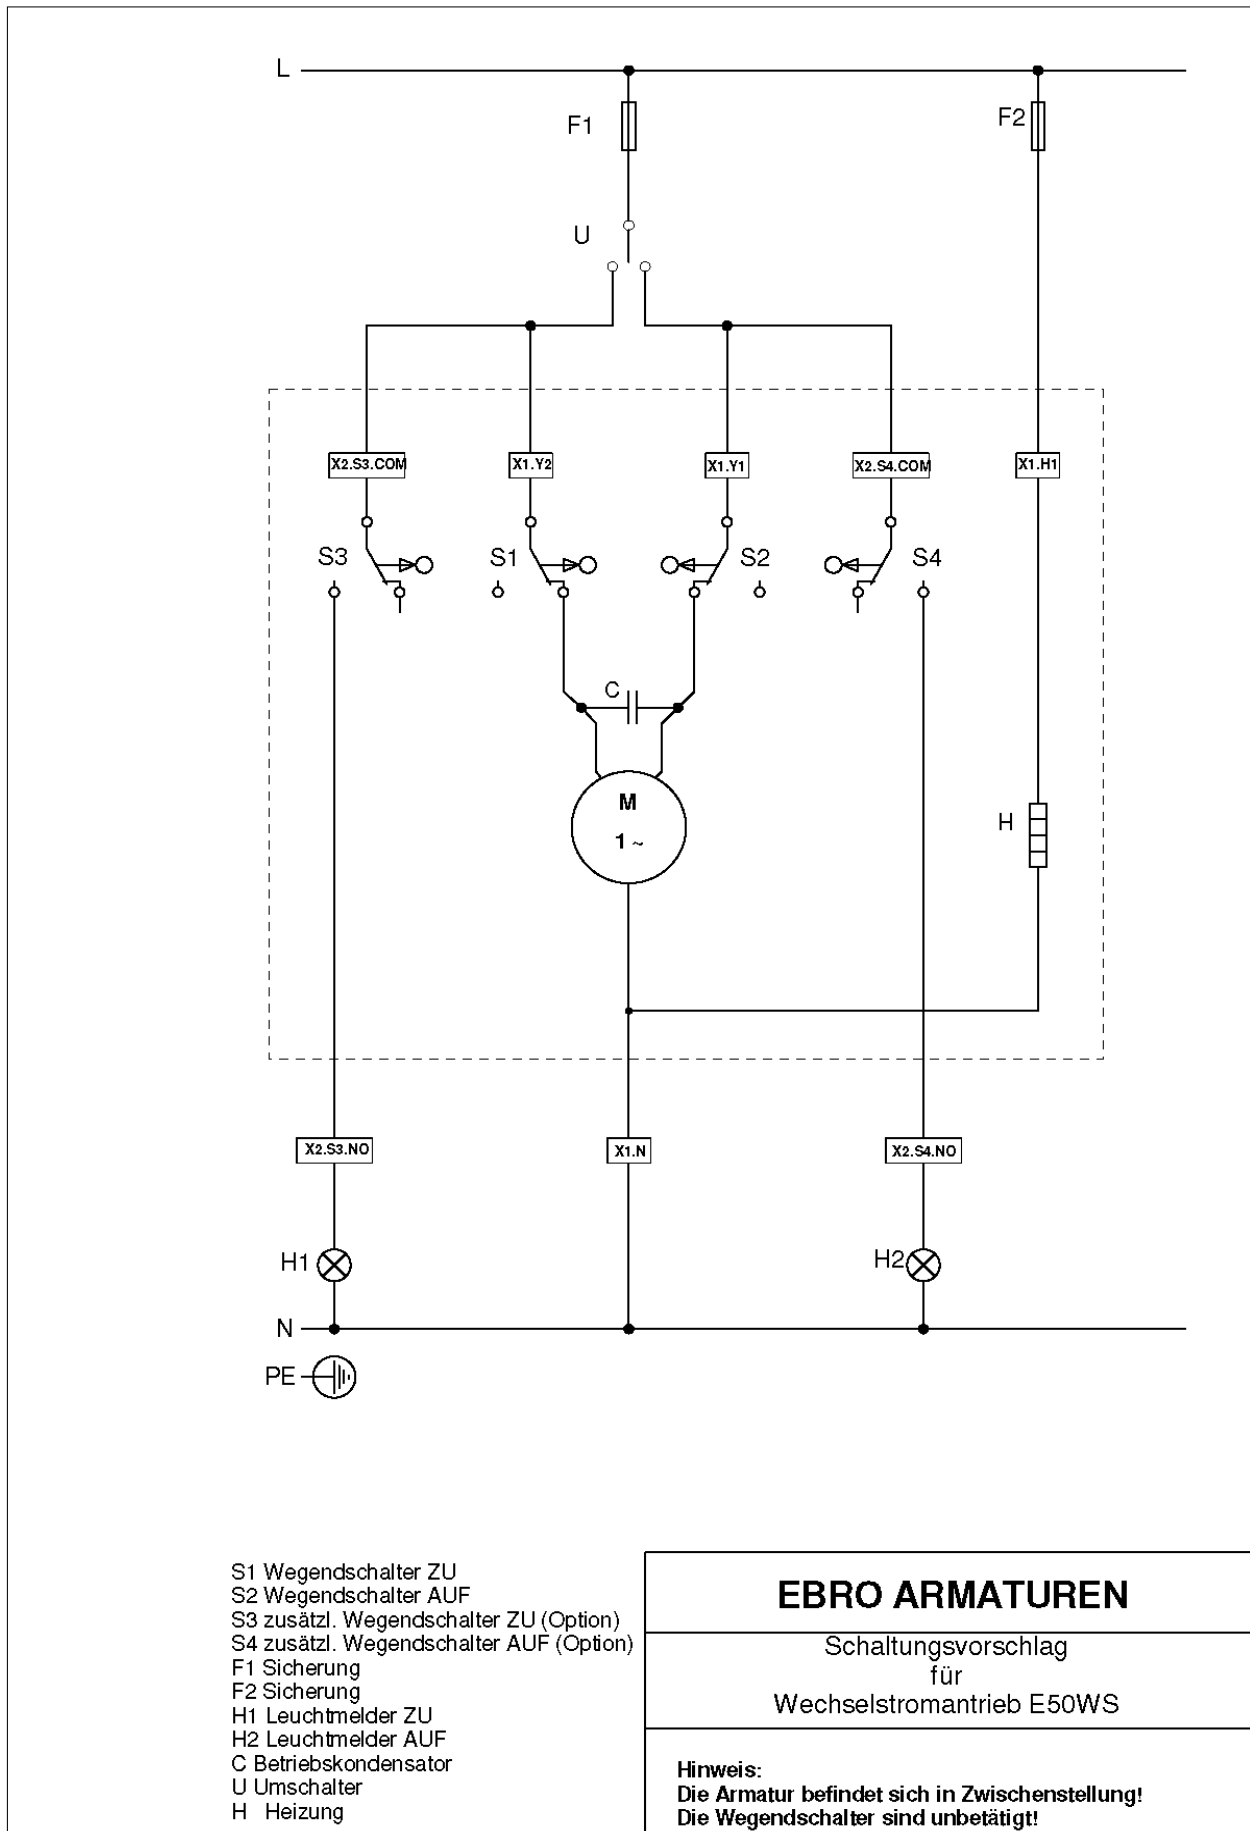 L
F1
F2
U
X2.S3.COM
X1.Y2
X1.Y1
X2.S4.COM
X1.H1
S3
S1
S2
S4
C
M
1 ~
H
X2.S3.NO
X1.N
X2.S4.NO
H1
H2
N
PE
S1 Wegendschalter ZU
S2 Wegendschalter AUF
S3 zusätzl. Wegendschalter ZU (Option)
S4 zusätzl. Wegendschalter AUF (Option)
F1 Sicherung
F2 Sicherung
H1 Leuchtmelder ZU
H2 Leuchtmelder AUF
C Betriebskondensator
U Umschalter
H Heizung
EBRO ARMATUREN
Schaltungsvorschlag
für
Wechselstromantrieb E50WS
Hinweis:
Die Armatur befindet sich in Zwischenstellung!
Die Wegendschalter sind unbetätigt!